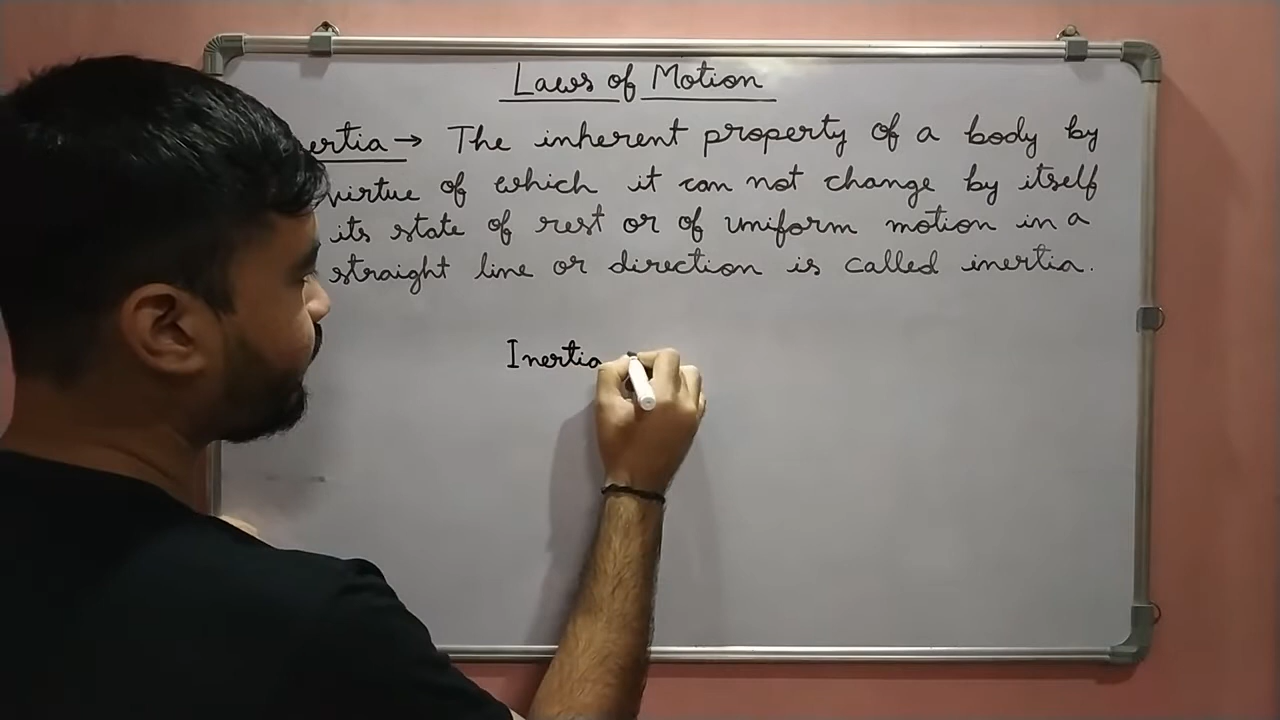 Laws of Motion
ertia → The inherent property of a body by
virtue of which it can not change by itself
its state of rest or of uniform motion in a
straight line or direction is called inertia.
Inertia